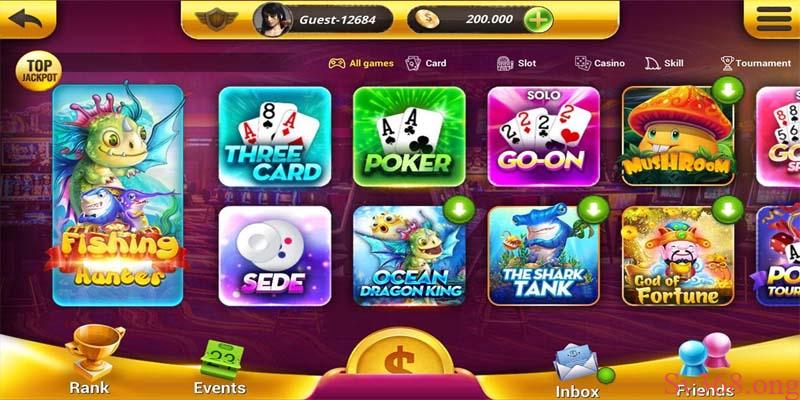 Guest-12684
200.000
TOP
JACKPOT
All games
Card
Slot
Casino
Skill
Tournament
Fishing
Hunter
THREE
CARD
POKER
SOLO
GO-ON
MUSHROOM
SEDE
OCEAN
DRAGON KING
THE SHARK
TANK
God of
Fortune
Rank
Events
Inbox
Friends